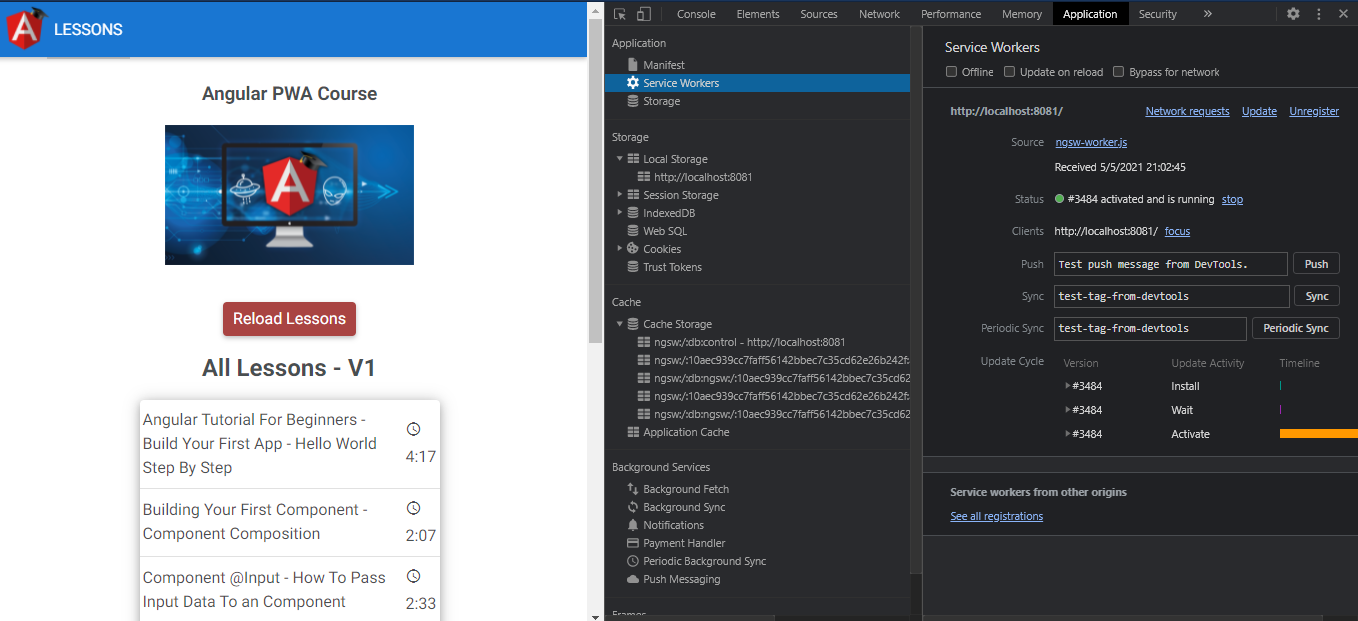 LESSONS
Angular PWA Course
Reload Lessons
All Lessons - V1
Angular Tutorial For Beginners -
Build Your First App - Hello World
Step By Step
4:17
Building Your First Component -
Component Composition
2:07
Component @Input - How To Pass
Input Data To an Component
2:33
Console Elements Sources Network Performance Memory Application Security »
Application
Manifest
Service Workers
Storage
Storage
Local Storage
http://localhost:8081
Session Storage
IndexedDB
Web SQL
Cookies
Trust Tokens
Cache
Cache Storage
ngsw:/:db:control - http://localhost:8081
ngsw:/:10aec939cc7faff56142bbec7c35cd62e26b242f:
ngsw:/:db:ngsw:/:10aec939cc7faff56142bbec7c35cd62
ngsw:/:10aec939cc7faff56142bbec7c35cd62e26b242f:
ngsw:/:db:ngsw:/:10aec939cc7faff56142bbec7c35cd62
Application Cache
Background Services
Background Fetch
Background Sync
Notifications
Payment Handler
Periodic Background Sync
Push Messaging
Frames
Service Workers
Offline Update on reload Bypass for network
http://localhost:8081/ Network requests Update Unregister
Source ngsw-worker.js
Received 5/5/2021 21:02:45
Status #3484 activated and is running stop
Clients http://localhost:8081/ focus
Push Test push message from DevTools. Push
Sync test-tag-from-devtools Sync
Periodic Sync test-tag-from-devtools Periodic Sync
Update Cycle Version Update Activity Timeline
#3484 Install
#3484 Wait
#3484 Activate
Service workers from other origins
See all registrations